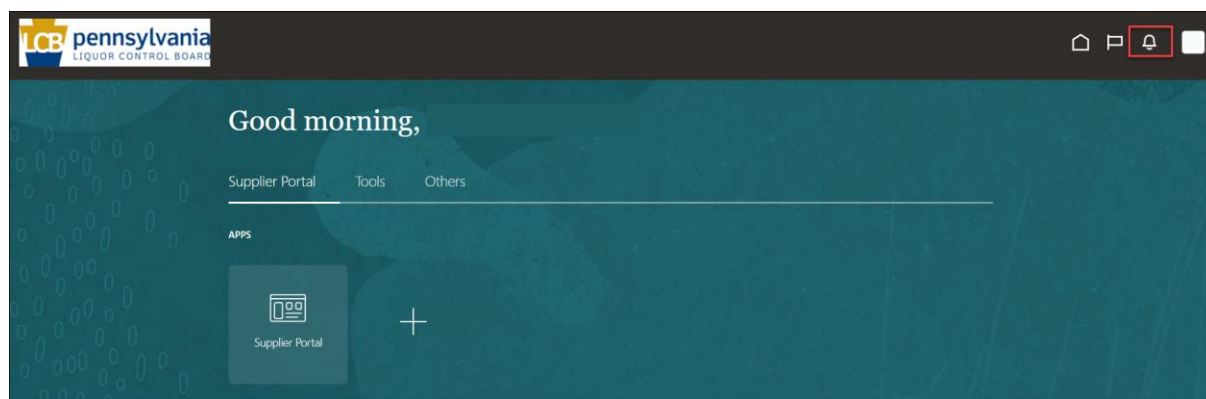 LCB pennsylvania
LIQUOR CONTROL BOARD
Good morning,
Supplier Portal Tools Others
APPS
Supplier Portal